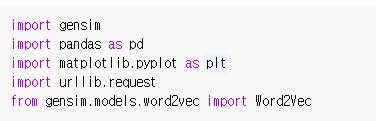 import gensim
import pandas as pd
import matplotlib.pyplot as plt
import urllib.request
from gensim.models.word2vec import Word2Vec